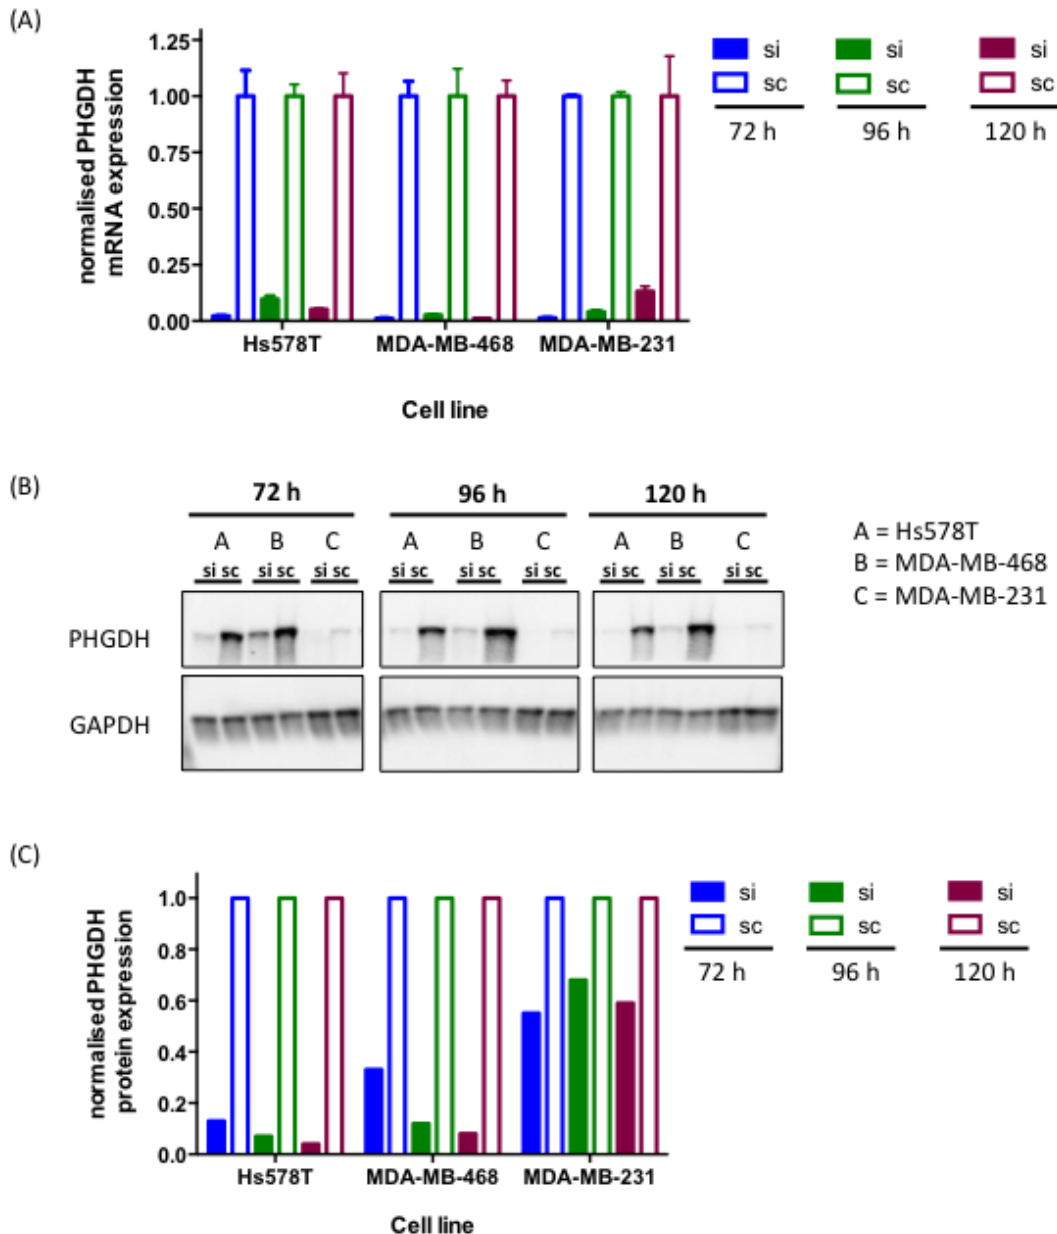 (A)
normalised PHGDH
mRNA expression
1.25
1.00
0.75
0.50
0.25
0.00
Hs578T MDA-MB-468 MDA-MB-231
Cell line
si si si
sc sc sc
72 h 96 h 120 h
(B)
72 h 96 h 120 h
A B C A B C A B C
si sc si sc si sc si sc si sc si sc si sc si sc si sc
PHGDH
GAPDH
A = Hs578T
B = MDA-MB-468
C = MDA-MB-231
(C)
normalised PHGDH
protein expression
1.0
0.8
0.6
0.4
0.2
0.0
Hs578T MDA-MB-468 MDA-MB-231
Cell line
si si si
sc sc sc
72 h 96 h 120 h